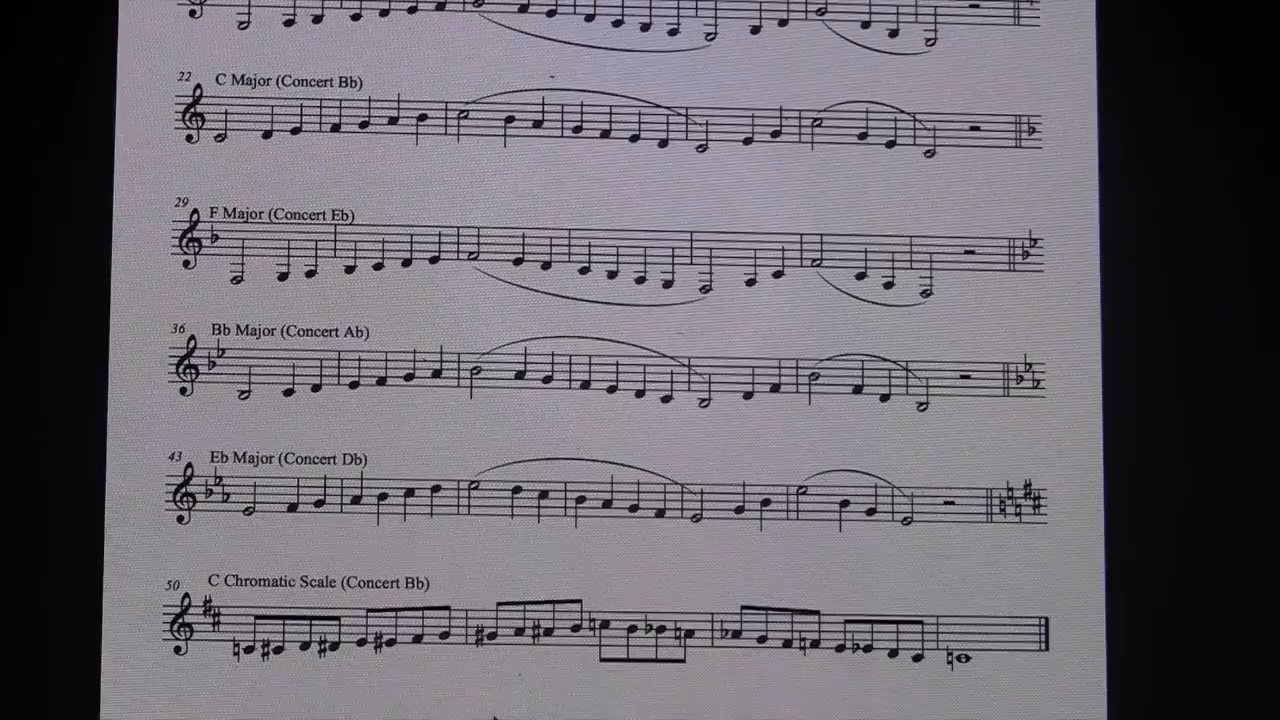 22
C Major (Concert Bb)
29
F Major (Concert Eb)
36
Bb Major (Concert Ab)
43
Eb Major (Concert Db)
50
C Chromatic Scale (Concert Bb)